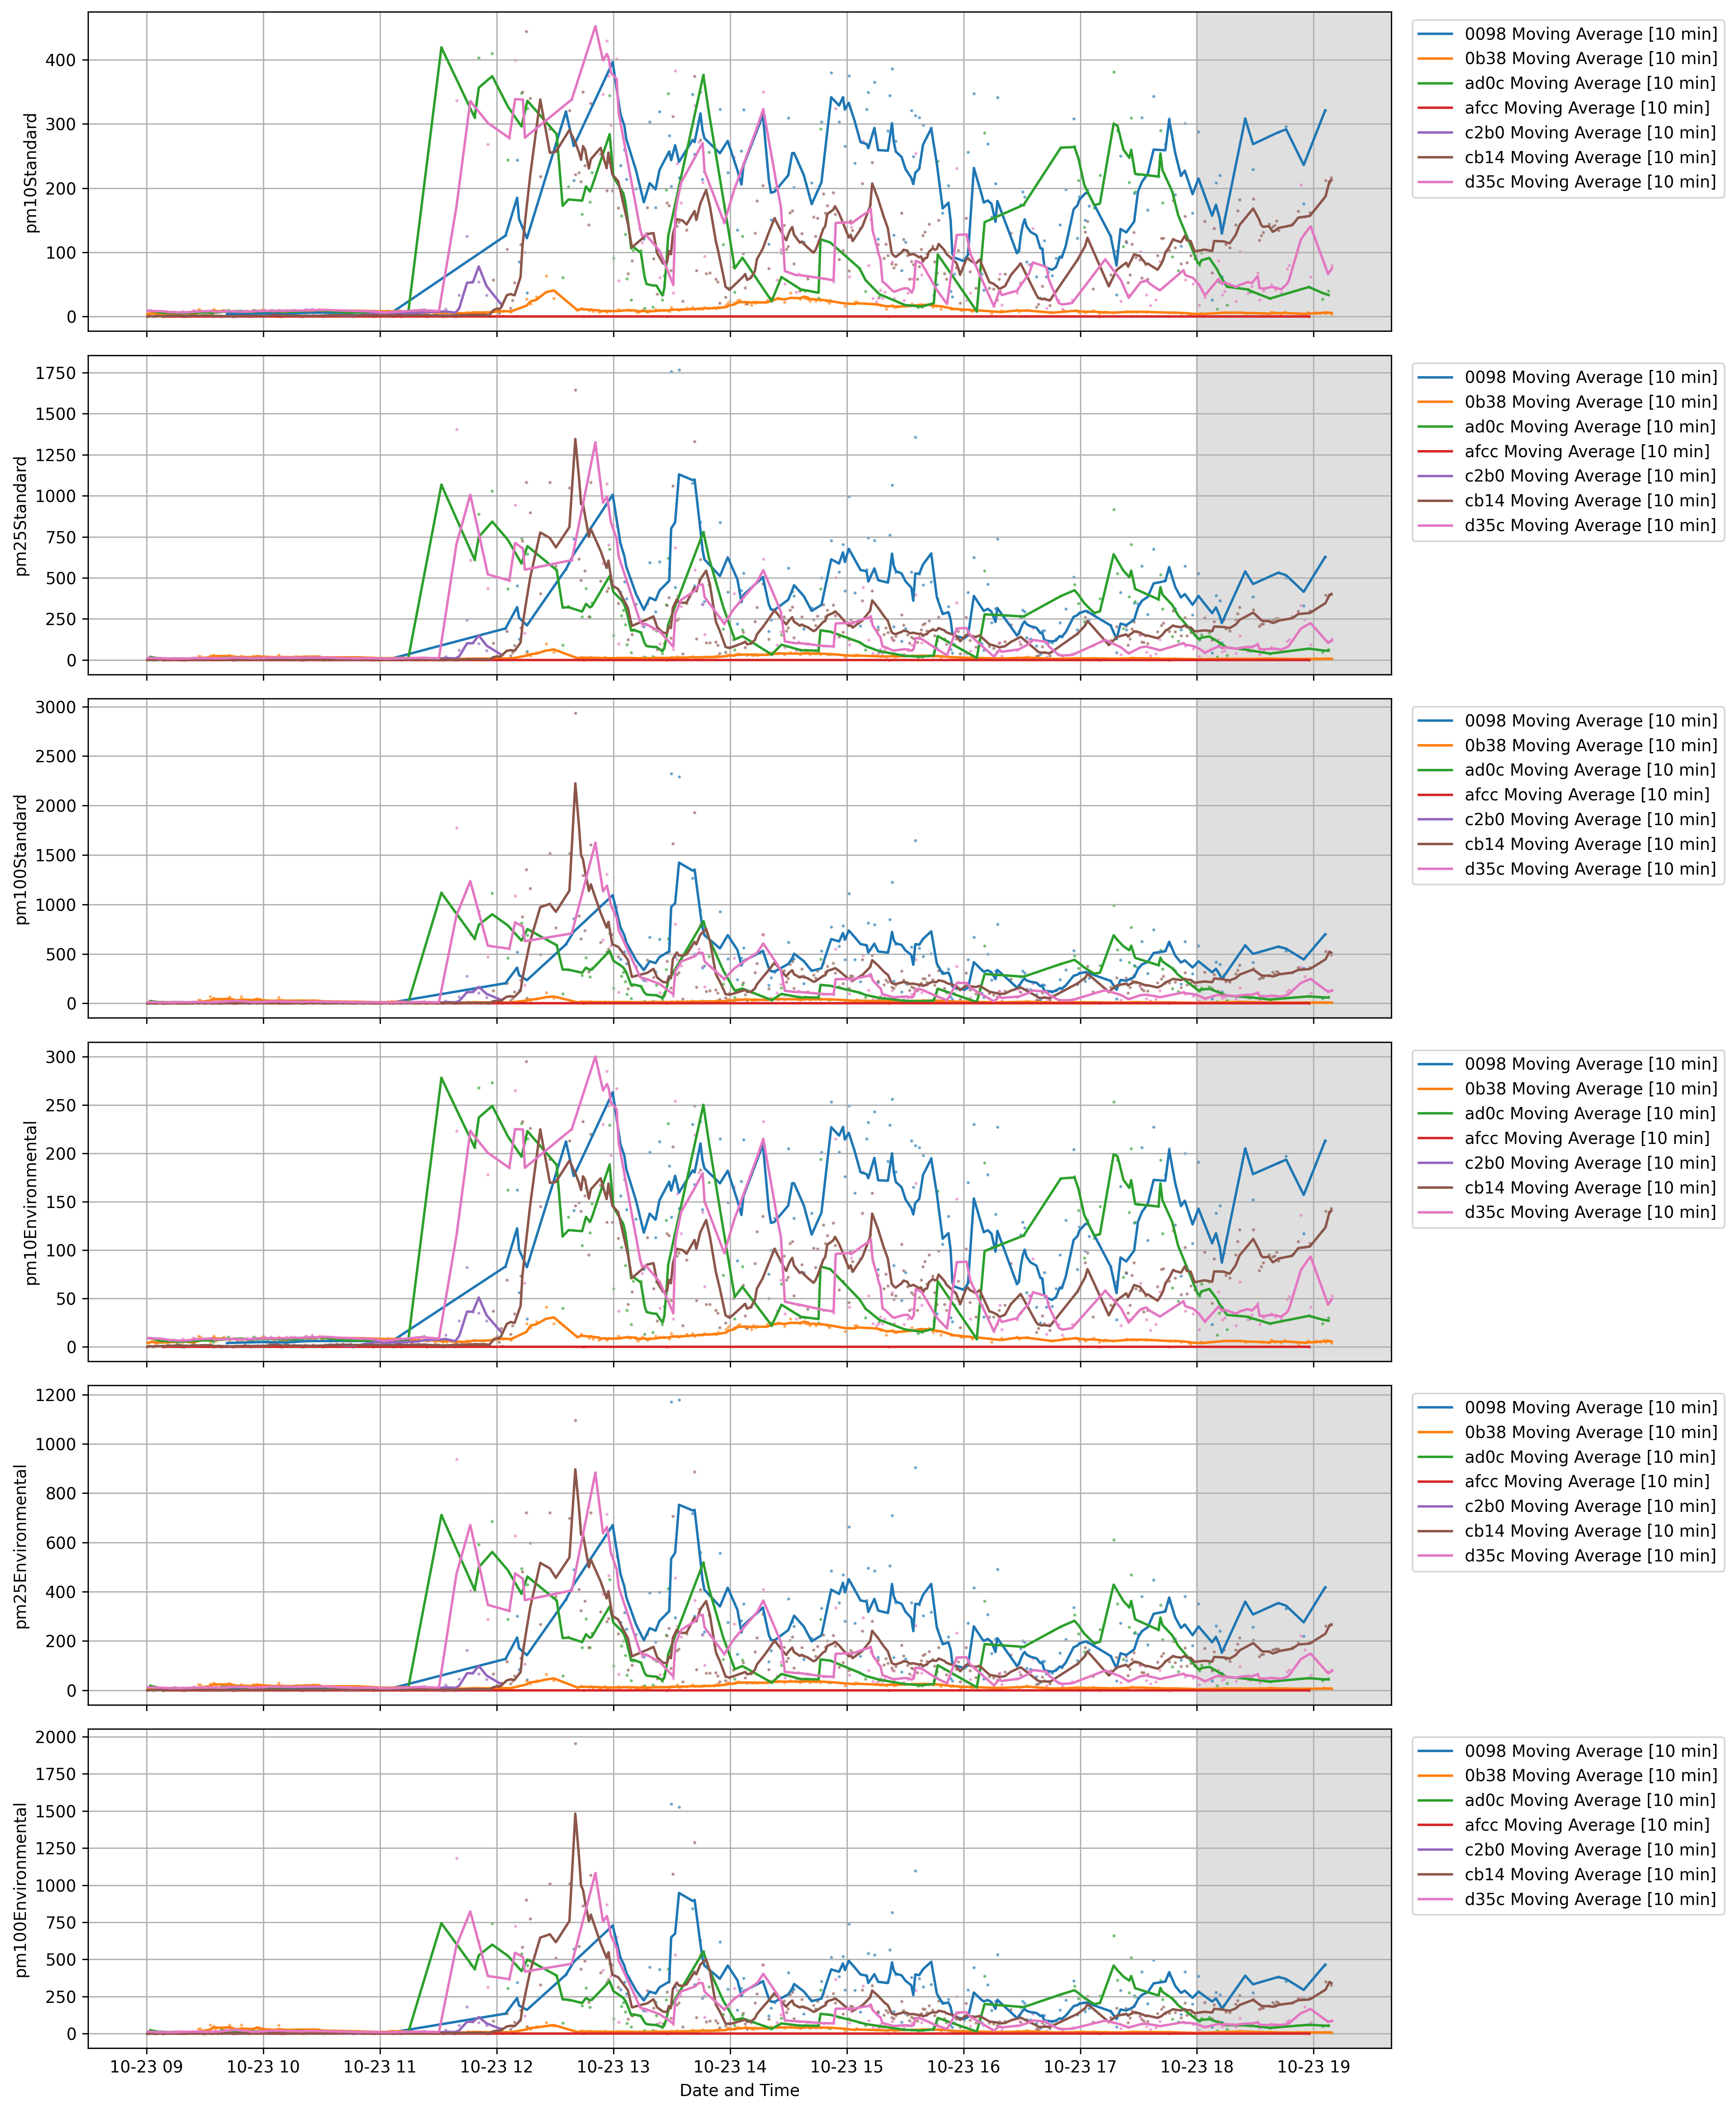 400
300
200
100
0
pm10Standard
0098 Moving Average [10 min]
0b38 Moving Average [10 min]
ad0c Moving Average [10 min]
afcc Moving Average [10 min]
c2b0 Moving Average [10 min]
cb14 Moving Average [10 min]
d35c Moving Average [10 min]
1750
1500
1250
1000
750
500
250
0
pm25Standard
0098 Moving Average [10 min]
0b38 Moving Average [10 min]
ad0c Moving Average [10 min]
afcc Moving Average [10 min]
c2b0 Moving Average [10 min]
cb14 Moving Average [10 min]
d35c Moving Average [10 min]
3000
2500
2000
1500
1000
500
0
pm100Standard
0098 Moving Average [10 min]
0b38 Moving Average [10 min]
ad0c Moving Average [10 min]
afcc Moving Average [10 min]
c2b0 Moving Average [10 min]
cb14 Moving Average [10 min]
d35c Moving Average [10 min]
300
250
200
150
100
50
0
pm10Environmental
0098 Moving Average [10 min]
0b38 Moving Average [10 min]
ad0c Moving Average [10 min]
afcc Moving Average [10 min]
c2b0 Moving Average [10 min]
cb14 Moving Average [10 min]
d35c Moving Average [10 min]
1200
1000
800
600
400
200
0
pm25Environmental
0098 Moving Average [10 min]
0b38 Moving Average [10 min]
ad0c Moving Average [10 min]
afcc Moving Average [10 min]
c2b0 Moving Average [10 min]
cb14 Moving Average [10 min]
d35c Moving Average [10 min]
2000
1750
1500
1250
1000
750
500
250
0
pm100Environmental
0098 Moving Average [10 min]
0b38 Moving Average [10 min]
ad0c Moving Average [10 min]
afcc Moving Average [10 min]
c2b0 Moving Average [10 min]
cb14 Moving Average [10 min]
d35c Moving Average [10 min]
10-23 09 10-23 10 10-23 11 10-23 12 10-23 13 10-23 14 10-23 15 10-23 16 10-23 17 10-23 18 10-23 19
Date and Time